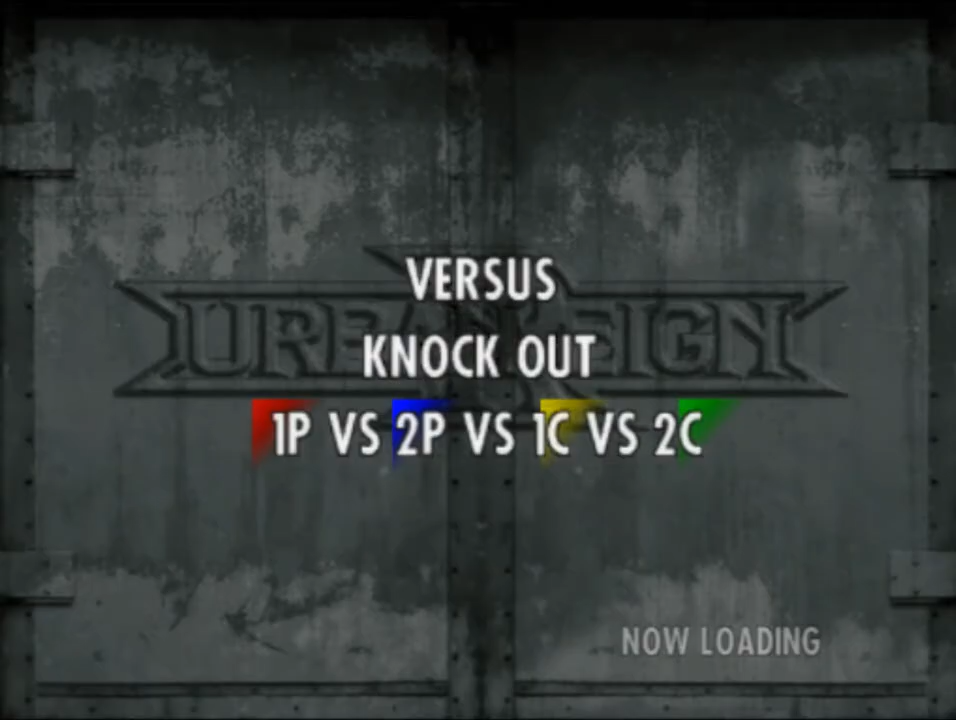 URBAN REIGN
VERSUS
KNOCK OUT
1P VS 2P VS 1C VS 2C
NOW LOADING